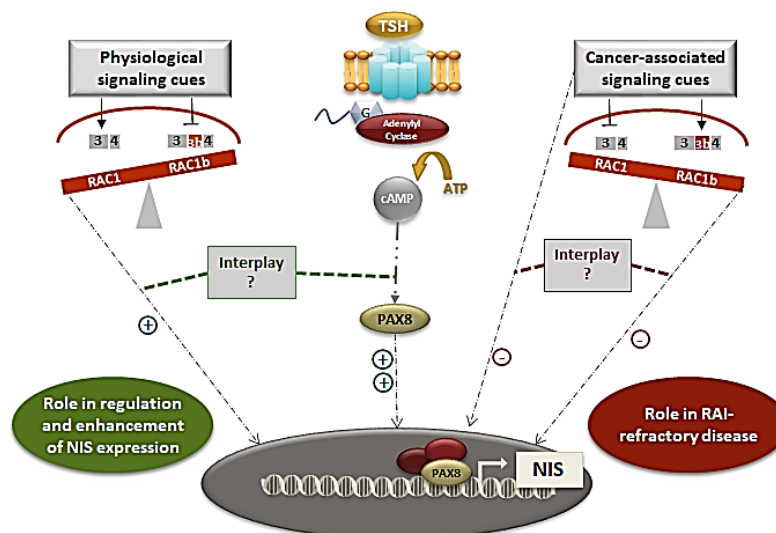 TSH
Physiological
signaling cues
Cancer-associated
signaling cues
G
Adenylyl
Cyclase
3 4
3 3b 4
3 4
3 3b 4
RAC1
RAC1b
RAC1
RAC1b
ATP
cAMP
Interplay
?
Interplay
?
PAX8
+
+
+
-
-
Role in regulation
and enhancement
of NIS expression
Role in RAI-
refractory disease
PAX8
NIS